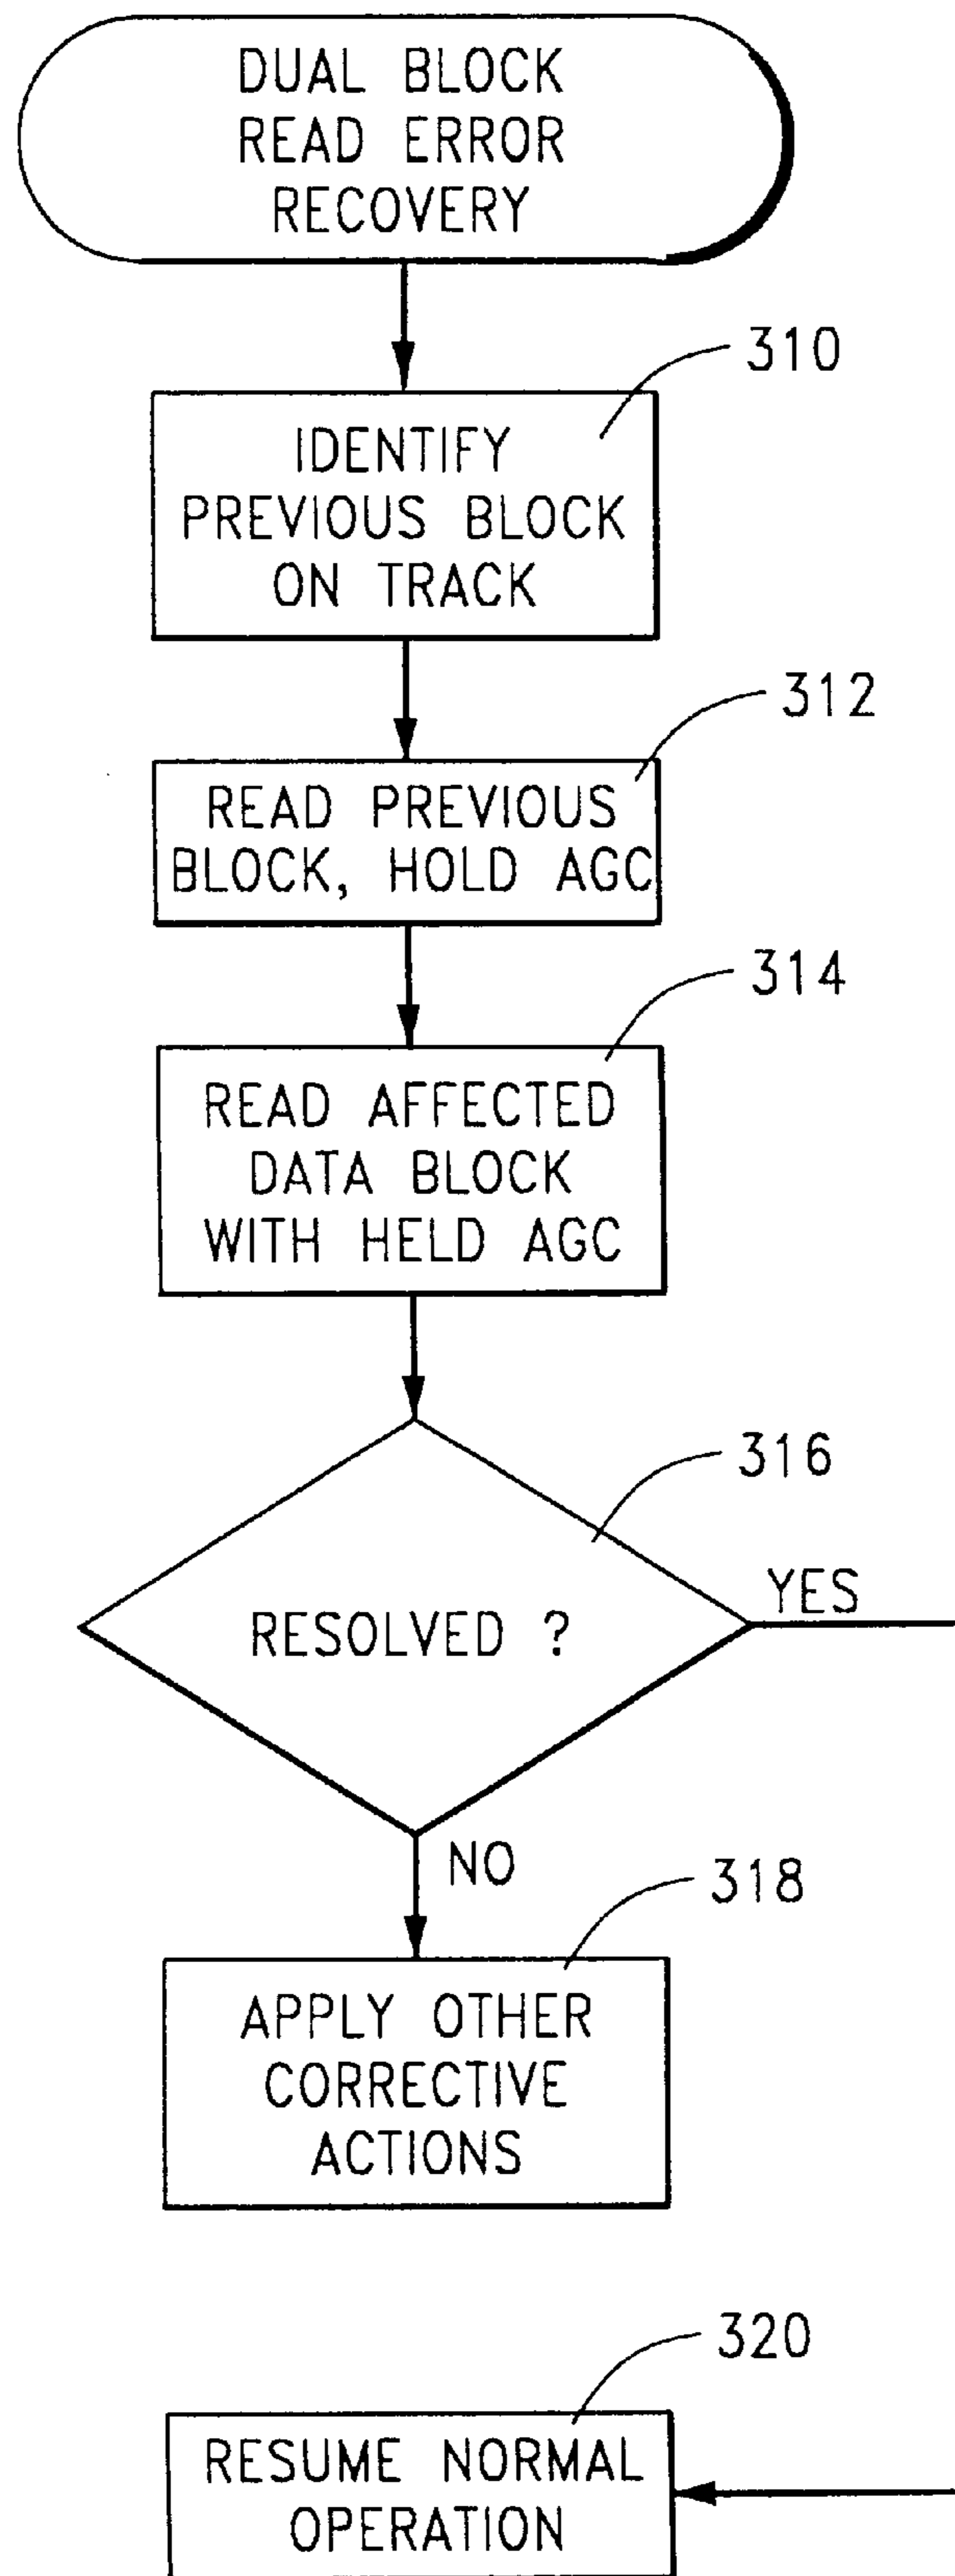 DUAL BLOCK
READ ERROR
RECOVERY
310
IDENTIFY
PREVIOUS BLOCK
ON TRACK
312
READ PREVIOUS
BLOCK, HOLD AGC
314
READ AFFECTED
DATA BLOCK
WITH HELD AGC
316
RESOLVED ?
YES
NO
318
APPLY OTHER
CORRECTIVE
ACTIONS
320
RESUME NORMAL
OPERATION